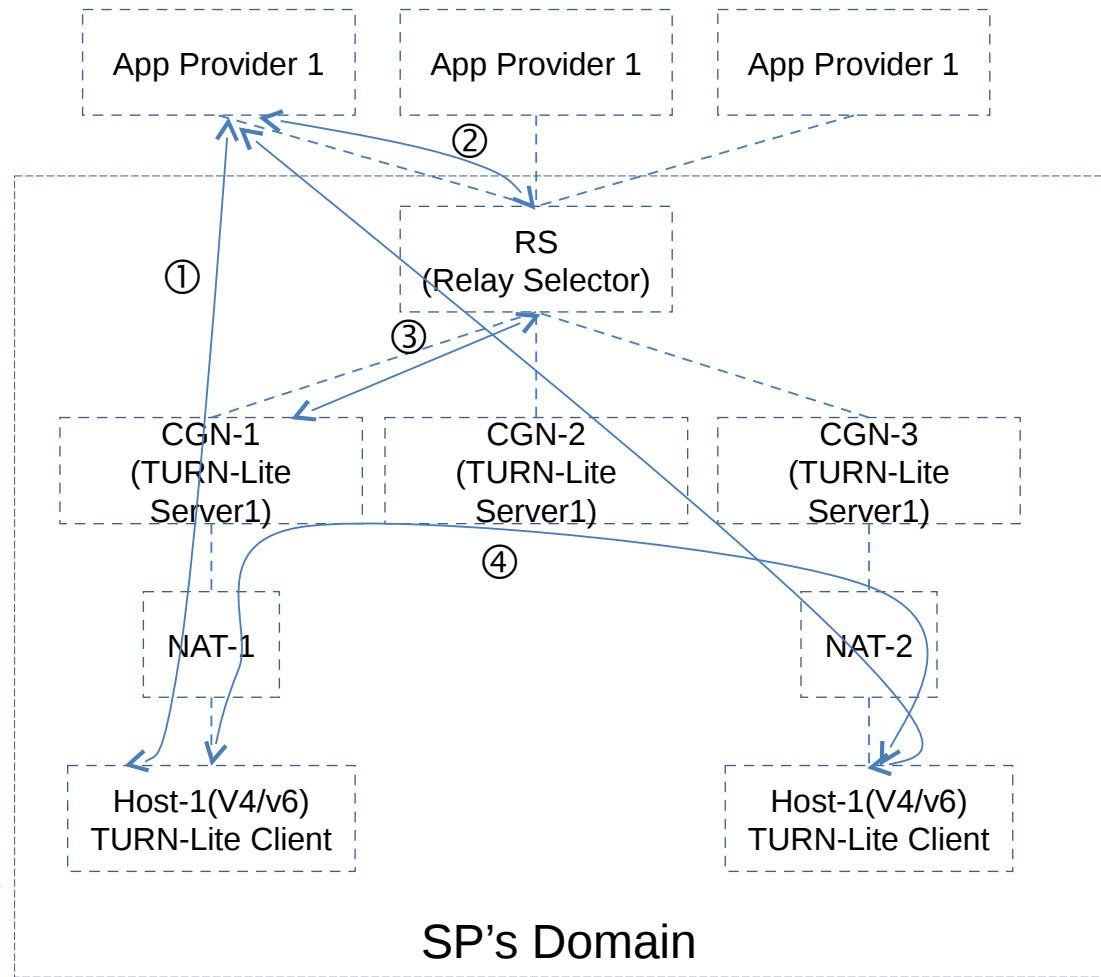 App Provider 1
App Provider 1
App Provider 1
②
RS
(Relay Selector)
①
③
CGN-1
(TURN-Lite
Server1)
CGN-2
(TURN-Lite
Server1)
CGN-3
(TURN-Lite
Server1)
④
NAT-1
NAT-2
Host-1(V4/v6)
TURN-Lite Client
Host-1(V4/v6)
TURN-Lite Client
SP’s Domain